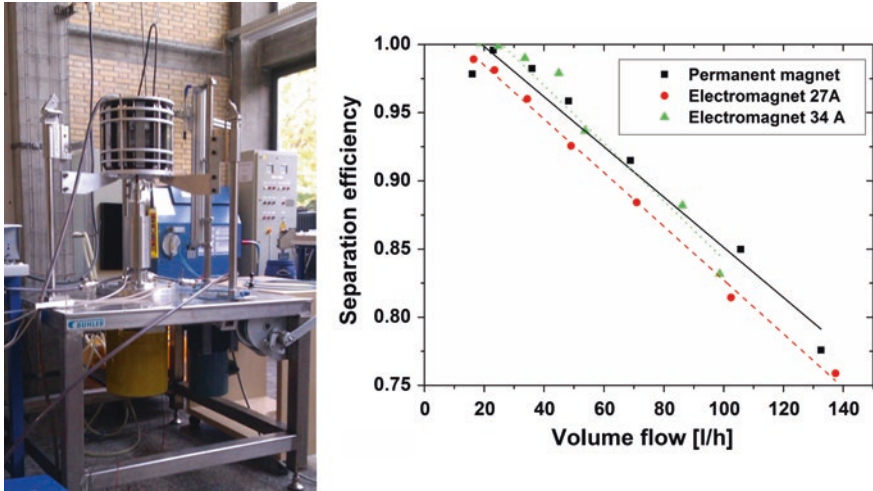 BÜHLER
Separation efficiency
1.00
0.95
0.90
0.85
0.80
0.75
Permanent magnet
Electromagnet 27A
Electromagnet 34 A
0 20 40 60 80 100 120 140
Volume flow [l/h]